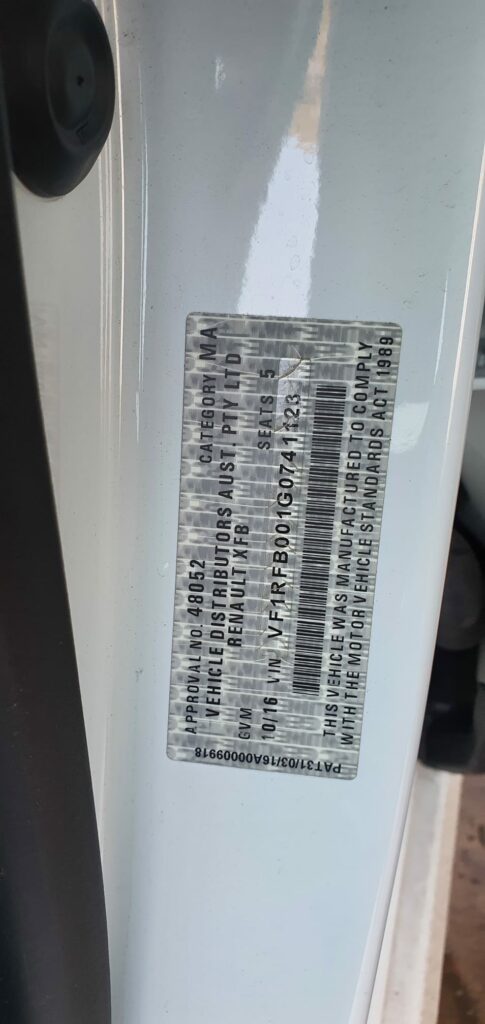 APPROVAL NO. 48052 CATEGORY MA
VEHICLE DISTRIBUTORS AUST. PTY LTD
RENAULT XFB
GVM SEATS 5
10/16 VIN VF1RFB001G0741123
THIS VEHICLE WAS MANUFACTURED TO COMPLY
WITH THE MOTOR VEHICLE STANDARDS ACT 1989
PAT31/03/16A00009918